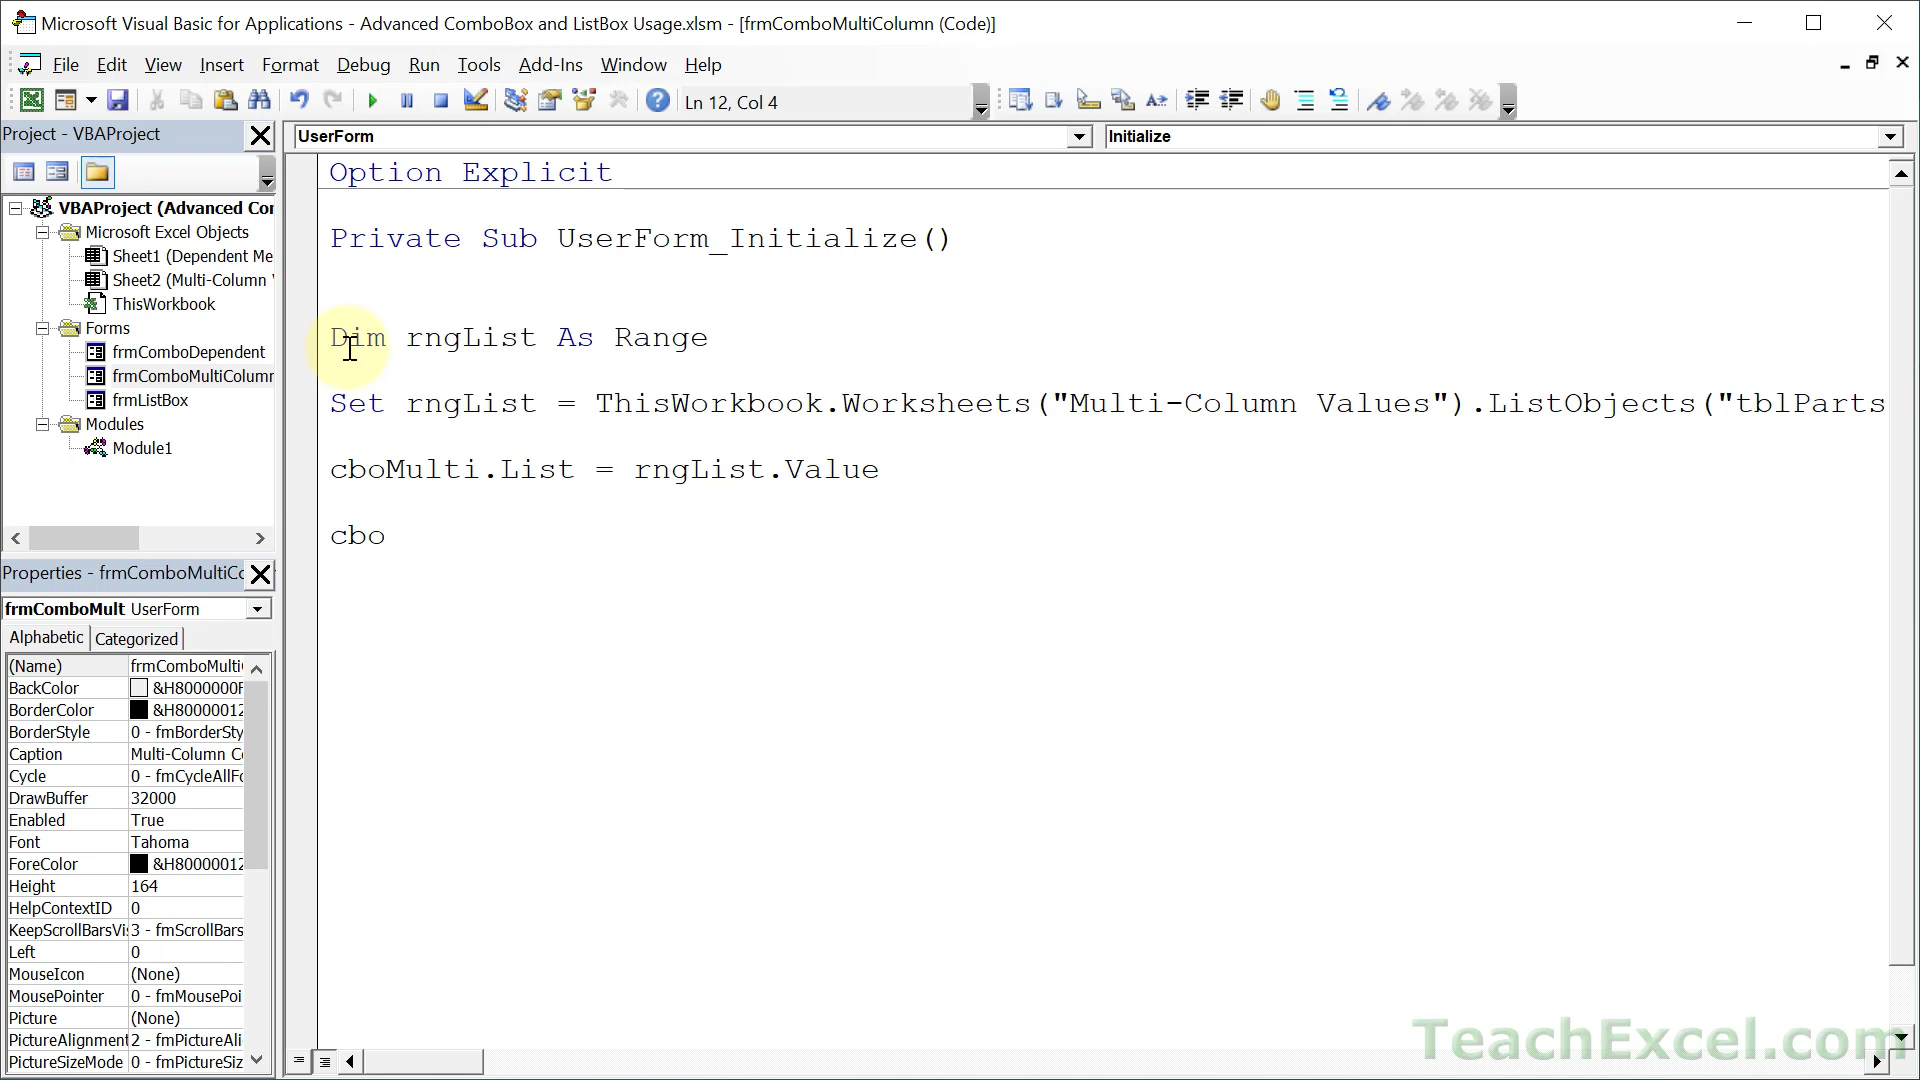 Microsoft Visual Basic for Applications - Advanced ComboBox and ListBox Usage.xlsm - [frmComboMultiColumn (Code)]
File Edit View Insert Format Debug Run Tools Add-Ins Window Help
Ln 12, Col 4
Project - VBAProject
UserForm
Initialize
VBAProject (Advanced Con
Microsoft Excel Objects
Sheet1 (Dependent Me
Sheet2 (Multi-Column
ThisWorkbook
Forms
frmComboDependent
frmComboMultiColumn
frmListBox
Modules
Module1
Option Explicit
Private Sub UserForm_Initialize()
Dim rngList As Range
Set rngList = ThisWorkbook.Worksheets("Multi-Column Values").ListObjects("tblParts
cboMulti.List = rngList.Value
cbo
Properties - frmComboMultiCo
frmComboMult UserForm
Alphabetic Categorized
(Name) frmComboMulti
BackColor &H8000000F
BorderColor &H80000012
BorderStyle 0 - fmBorderSty
Caption Multi-Column Co
Cycle 0 - fmCycleAllFo
DrawBuffer 32000
Enabled True
Font Tahoma
ForeColor &H80000012
Height 164
HelpContextID 0
KeepScrollBarsVis 3 - fmScrollBars
Left 0
MouseIcon (None)
MousePointer 0 - fmMousePoi
Picture (None)
PictureAlignment 2 - fmPictureAli
PictureSizeMode 0 - fmPictureSiz
TeachExcel.com